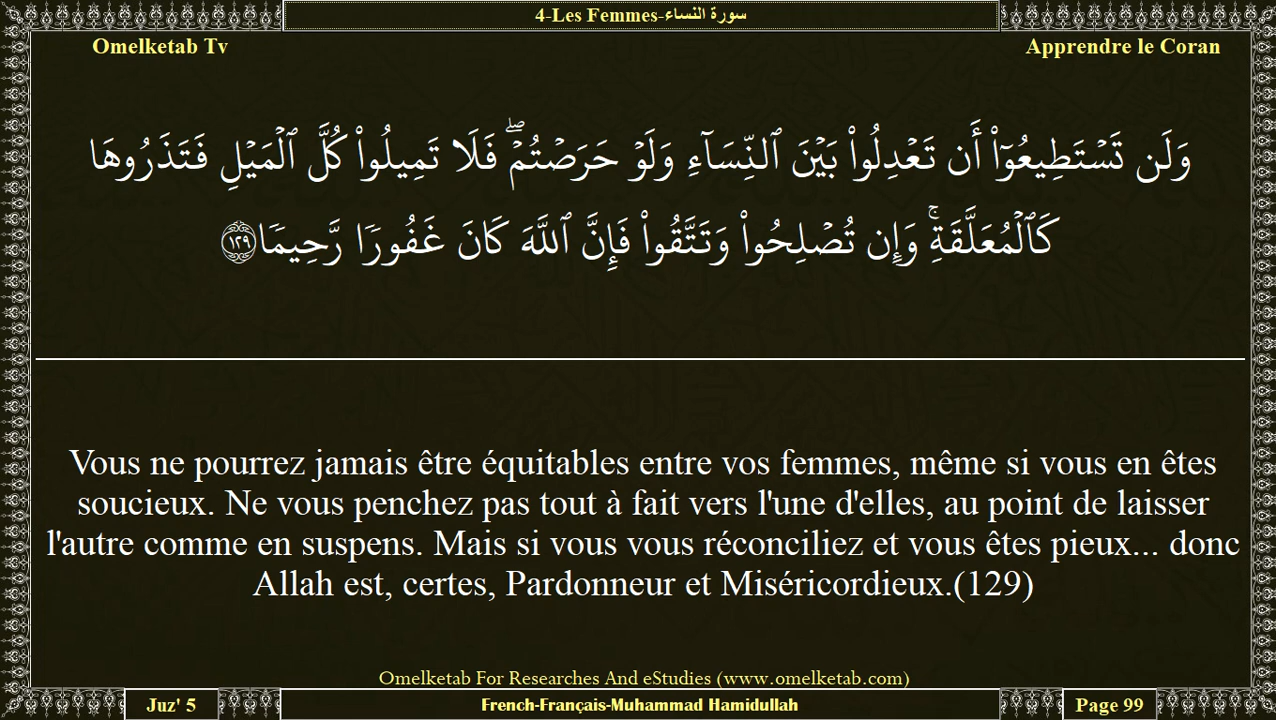 4-Les Femmes-سورة النساء
Omelketab Tv
Apprendre le Coran
وَلَن تَسْتَطِيعُوٓا۟ أَن تَعْدِلُوا۟ بَيْنَ ٱلنِّسَآءِ وَلَوْ حَرَصْتُمْ ۖ فَلَا تَمِيلُوا۟ كُلَّ ٱلْمَيْلِ فَتَذَرُوهَا
كَٱلْمُعَلَّقَةِ ۚ وَإِن تُصْلِحُوا۟ وَتَتَّقُوا۟ فَإِنَّ ٱللَّهَ كَانَ غَفُورًا رَّحِيمًا ١٢٩
Vous ne pourrez jamais être équitables entre vos femmes, même si vous en êtes
soucieux. Ne vous penchez pas tout à fait vers l'une d'elles, au point de laisser
l'autre comme en suspens. Mais si vous vous réconciliez et vous êtes pieux... donc
Allah est, certes, Pardonneur et Miséricordieux.(129)
Omelketab For Researches And eStudies (www.omelketab.com)
Juz' 5
French-Français-Muhammad Hamidullah
Page 99